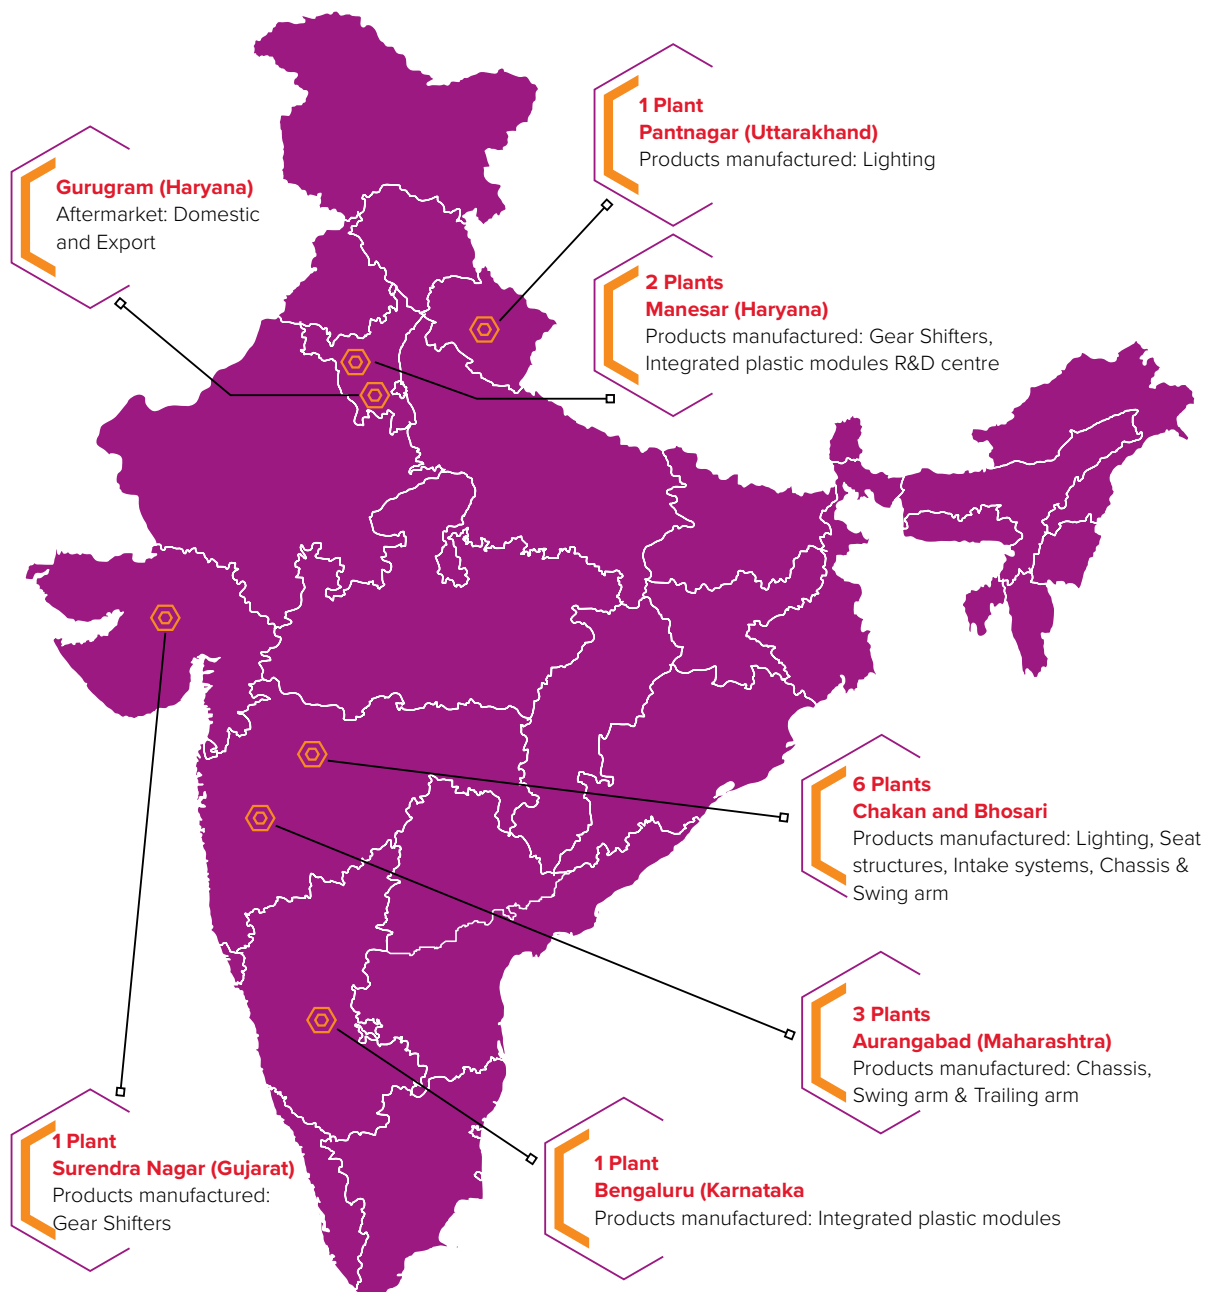 1 Plant
Pantnagar (Uttarakhand)
Products manufactured: Lighting
Gurugram (Haryana)
Aftermarket: Domestic
and Export
2 Plants
Manesar (Haryana)
Products manufactured: Gear Shifters,
Integrated plastic modules R&D centre
6 Plants
Chakan and Bhosari
Products manufactured: Lighting, Seat
structures, Intake systems, Chassis &
Swing arm
3 Plants
Aurangabad (Maharashtra)
Products manufactured: Chassis,
Swing arm & Trailing arm
1 Plant
Surendra Nagar (Gujarat)
Products manufactured:
Gear Shifters
1 Plant
Bengaluru (Karnataka
Products manufactured: Integrated plastic modules